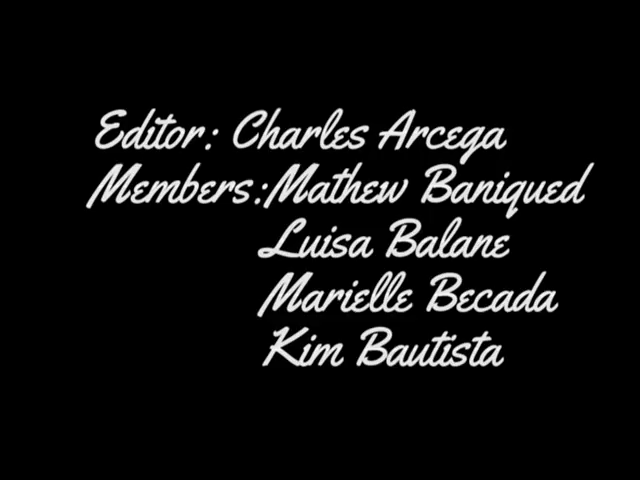 Editor: Charles Arcega
Members:Mathew Baniqued
Luisa Balane
Marielle Becada
Kim Bautista